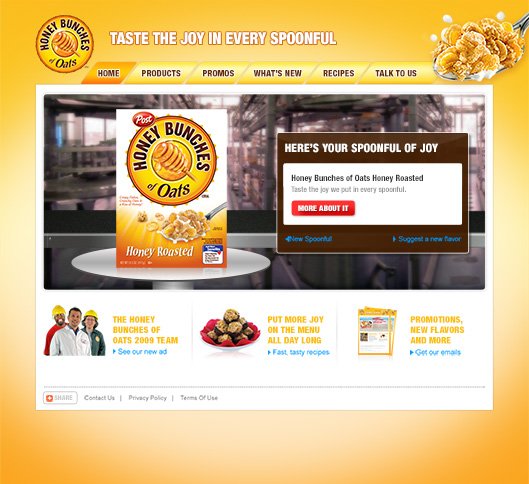 HONEY BUNCHES
of Oats
TASTE THE JOY IN EVERY SPOONFUL
HOME
PRODUCTS
PROMOS
WHAT'S NEW
RECIPES
TALK TO US
Post
HONEY BUNCHES
of Oats
Honey Roasted
HERE'S YOUR SPOONFUL OF JOY
Honey Bunches of Oats Honey Roasted
Taste the joy we put in every spoonful.
MORE ABOUT IT
New Spoonful
Suggest a new flavor
THE HONEY
BUNCHES OF
OATS 2009 TEAM
See our new ad
PUT MORE JOY
ON THE MENU
ALL DAY LONG
Fast, tasty recipes
PROMOTIONS,
NEW FLAVORS
AND MORE
Get our emails
SHARE
Contact Us |
Privacy Policy |
Terms Of Use